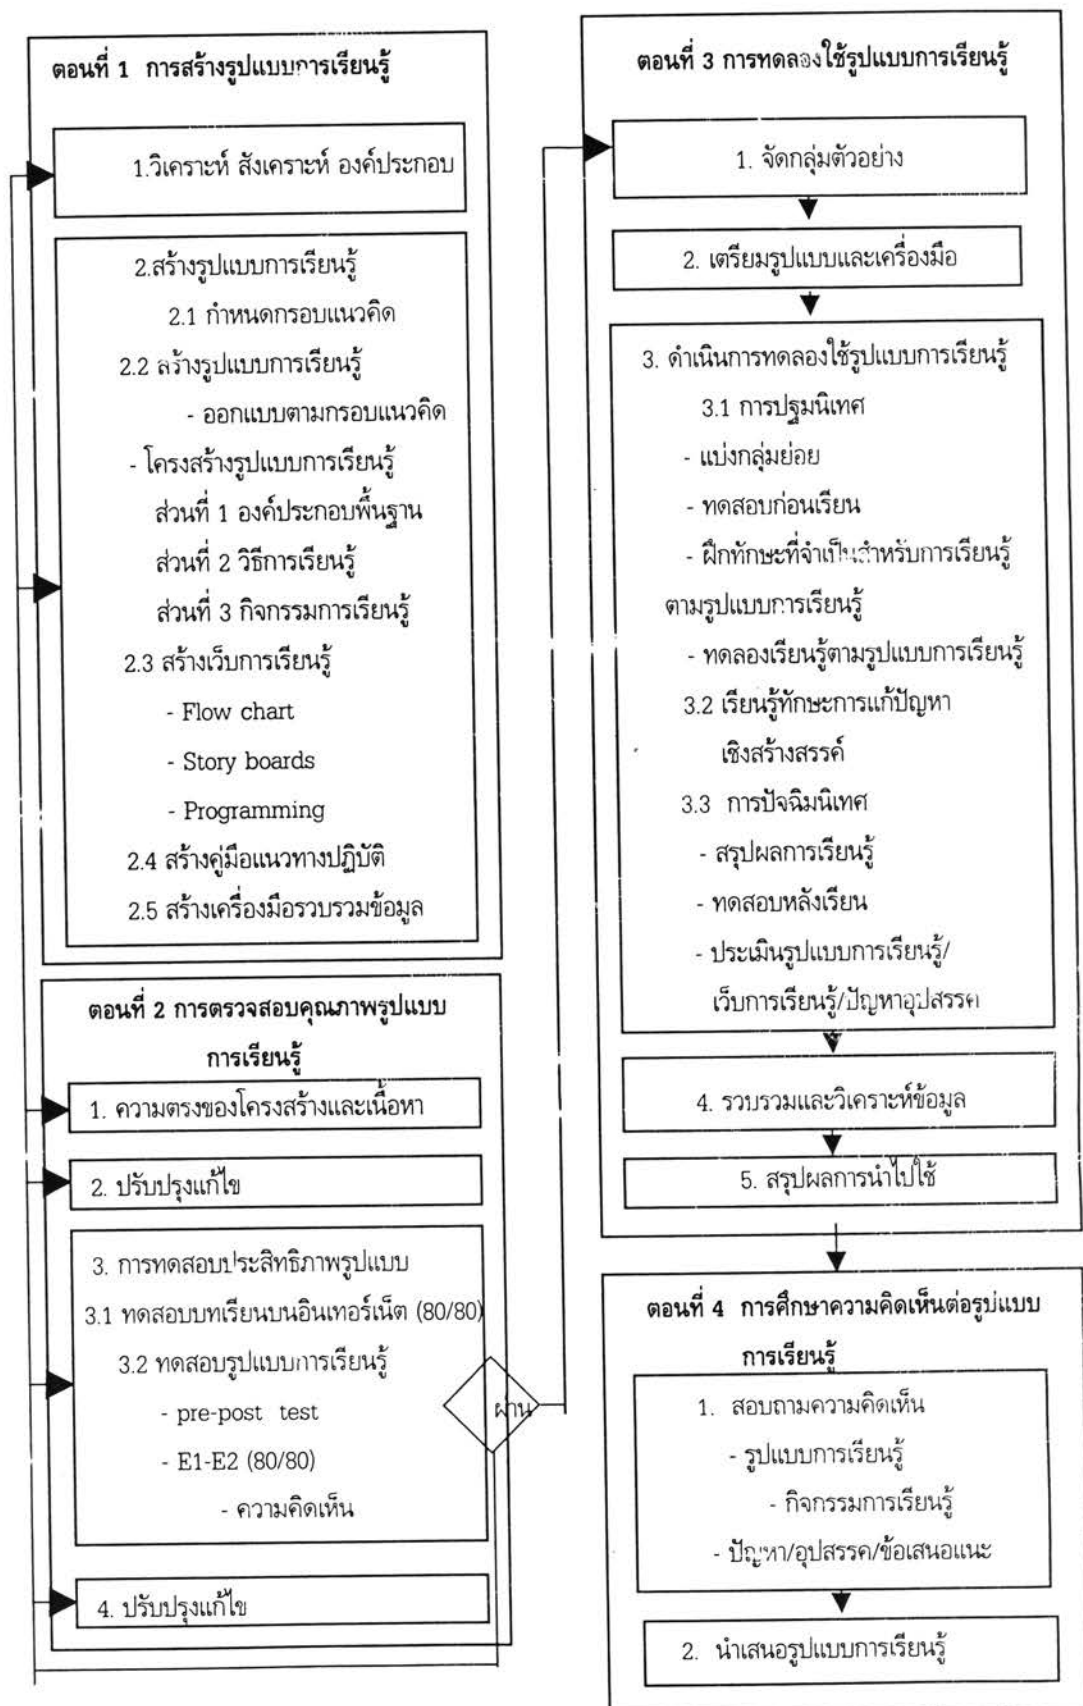 ตอนที่ 1 การสร้างรูปแบบการเรียนรู้
1.วิเคราะห์ สังเคราะห์ องค์ประกอบ
2.สร้างรูปแบบการเรียนรู้
2.1 กำหนดกรอบแนวคิด
2.2 สร้างรูปแบบการเรียนรู้
- ออกแบบตามกรอบแนวคิด
- โครงสร้างรูปแบบการเรียนรู้
ส่วนที่ 1 องค์ประกอบพื้นฐาน
ส่วนที่ 2 วิธีการเรียนรู้
ส่วนที่ 3 กิจกรรมการเรียนรู้
2.3 สร้างเว็บการเรียนรู้
- Flow chart
- Story boards
- Programming
2.4 สร้างคู่มือแนวทางปฏิบัติ
2.5 สร้างเครื่องมือรวบรวมข้อมูล
ตอนที่ 2 การตรวจสอบคุณภาพรูปแบบ
การเรียนรู้
1. ความตรงของโครงสร้างและเนื้อหา
2. ปรับปรุงแก้ไข
3. การทดสอบประสิทธิภาพรูปแบบ
3.1 ทดสอบบทเรียนบนอินเทอร์เน็ต (80/80)
3.2 ทดสอบรูปแบบการเรียนรู้
- pre-post test
- E1-E2 (80/80)
- ความคิดเห็น
ผ่าน
4. ปรับปรุงแก้ไข
ตอนที่ 3 การทดลองใช้รูปแบบการเรียนรู้
1. จัดกลุ่มตัวอย่าง
2. เตรียมรูปแบบและเครื่องมือ
3. ดำเนินการทดลองใช้รูปแบบการเรียนรู้
3.1 การปฐมนิเทศ
- แบ่งกลุ่มย่อย
- ทดสอบก่อนเรียน
- ฝึกทักษะที่จำเป็นสำหรับการเรียนรู้
ตามรูปแบบการเรียนรู้
- ทดลองเรียนรู้ตามรูปแบบการเรียนรู้
3.2 เรียนรู้ทักษะการแก้ปัญหา
เชิงสร้างสรรค์
3.3 การปัจฉิมนิเทศ
- สรุปผลการเรียนรู้
- ทดสอบหลังเรียน
- ประเมินรูปแบบการเรียนรู้/
เว็บการเรียนรู้/ปัญหาอุปสรรค
4. รวบรวมและวิเคราะห์ข้อมูล
5. สรุปผลการนำไปใช้
ตอนที่ 4 การศึกษาความคิดเห็นต่อรูปแบบ
การเรียนรู้
1. สอบถามความคิดเห็น
- รูปแบบการเรียนรู้
- กิจกรรมการเรียนรู้
- ปัญหา/อุปสรรค/ข้อเสนอแนะ
2. นำเสนอรูปแบบการเรียนรู้